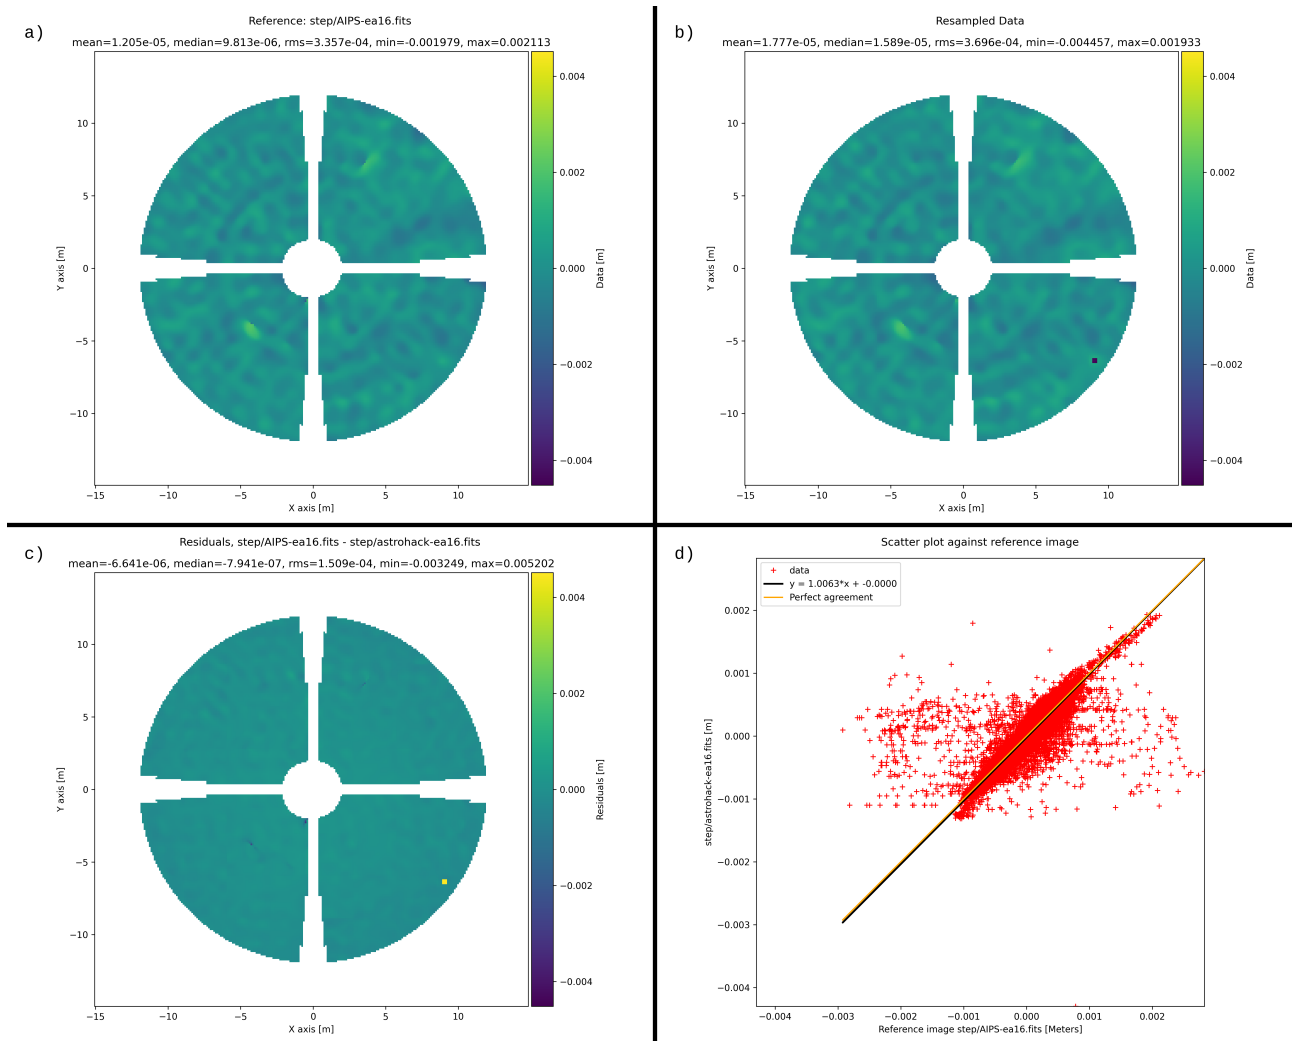 a)
Reference: step/AIPS-ea16.fits
mean=1.205e-05, median=9.813e-06, rms=3.357e-04, min=-0.001979, max=0.002113
10
5
0
−5
−10
Y axis [m]
−15
−10
−5
0
5
10
X axis [m]
0.004
0.002
0.000
−0.002
−0.004
Data [m]
b)
Resampled Data
mean=1.777e-05, median=1.589e-05, rms=3.696e-04, min=-0.004457, max=0.001933
10
5
0
−5
−10
Y axis [m]
−15
−10
−5
0
5
10
X axis [m]
0.004
0.002
0.000
−0.002
−0.004
Data [m]
c)
Residuals, step/AIPS-ea16.fits - step/astrohack-ea16.fits
mean=-6.641e-06, median=-7.941e-07, rms=1.509e-04, min=-0.003249, max=0.005202
10
5
0
−5
−10
Y axis [m]
−15
−10
−5
0
5
10
X axis [m]
0.004
0.002
0.000
−0.002
−0.004
Residuals [m]
d)
Scatter plot against reference image
data
y = 1.0063*x + -0.0000
Perfect agreement
0.002
0.001
0.000
−0.001
−0.002
−0.003
−0.004
step/astrohack-ea16.fits [m]
−0.004
−0.003
−0.002
−0.001
0.000
0.001
0.002
Reference image step/AIPS-ea16.fits [Meters]